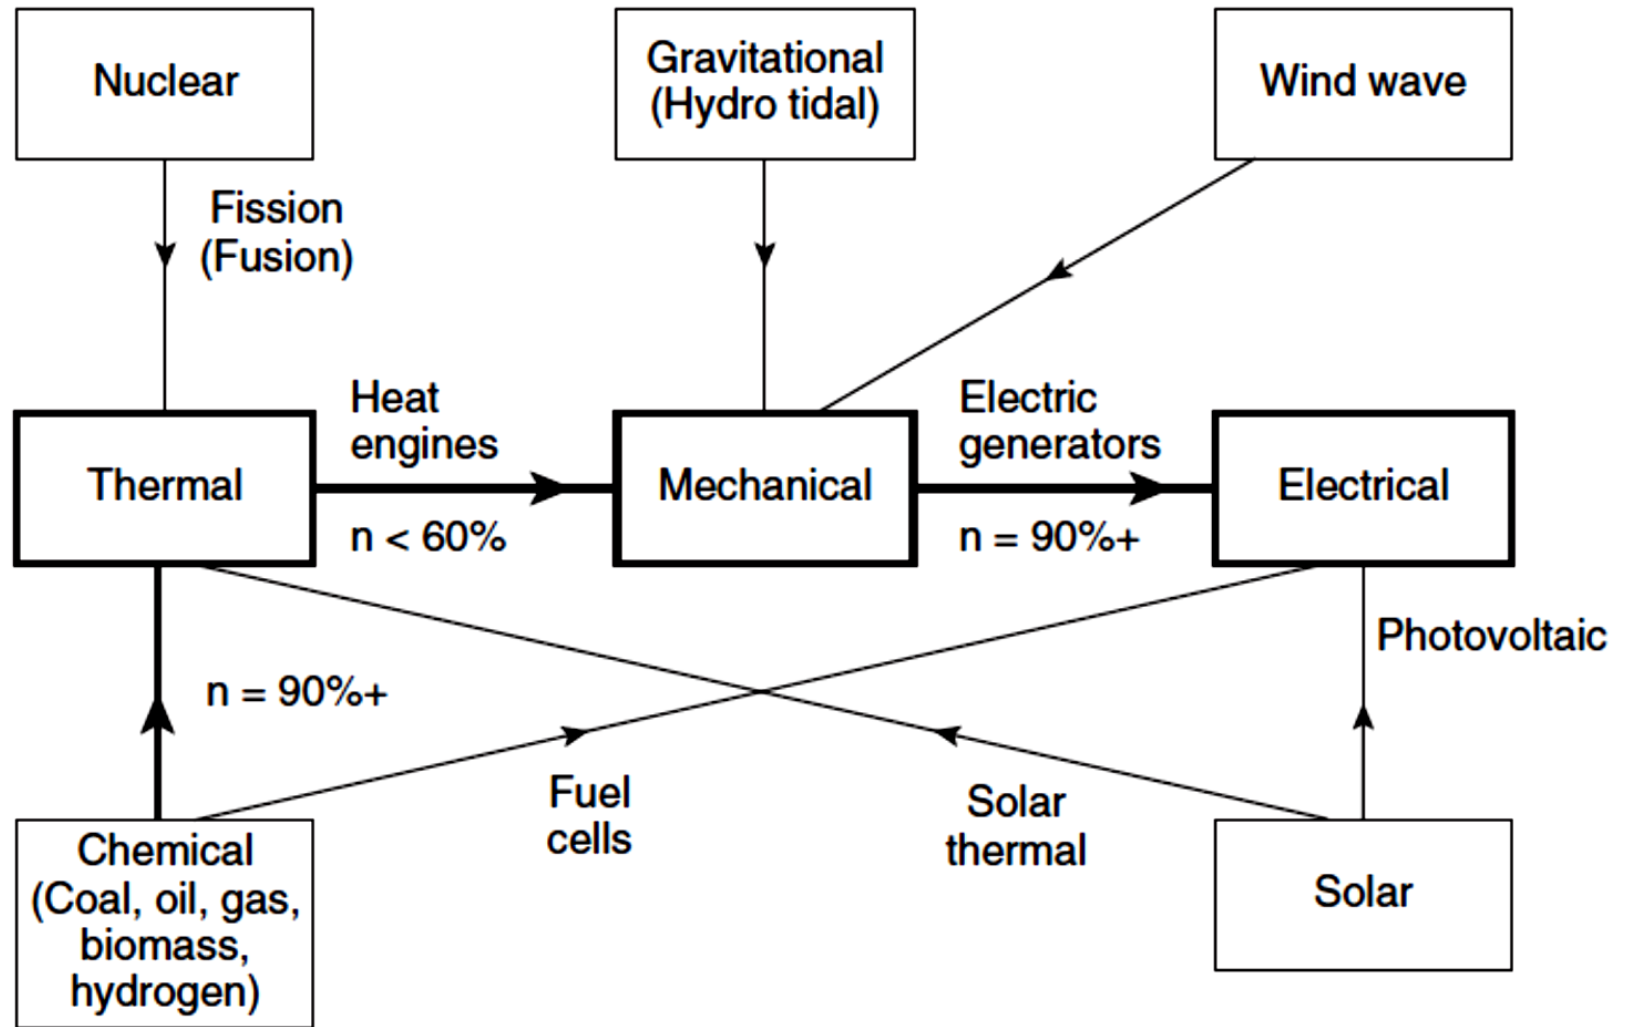 Nuclear
Gravitational
(Hydro tidal)
Wind wave
Fission
(Fusion)
Heat
engines
Electric
generators
Thermal
Mechanical
Electrical
n < 60%
n = 90%+
Photovoltaic
n = 90%+
Fuel
cells
Solar
thermal
Chemical
(Coal, oil, gas,
biomass,
hydrogen)
Solar